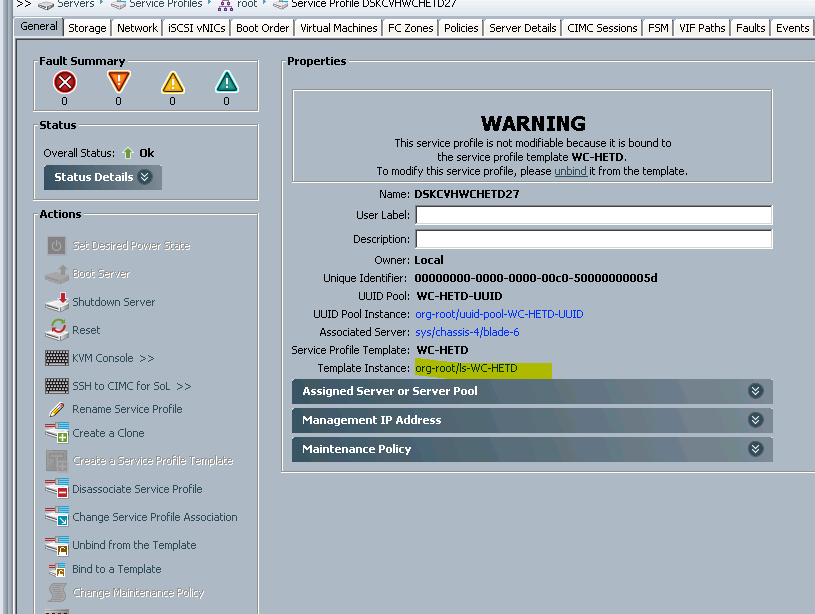 >> Servers Service Profiles root Service Profile DSKCVHWCHETD27
General Storage Network iSCSI vNICs Boot Order Virtual Machines FC Zones Policies Server Details CIMC Sessions FSM VIF Paths Faults Events
Fault Summary
0 0 0 0
Status
Overall Status: Ok
Status Details
Actions
Set Desired Power State
Boot Server
Shutdown Server
Reset
KVM Console >>
SSH to CIMC for SoL >>
Rename Service Profile
Create a Clone
Create a Service Profile Template
Disassociate Service Profile
Change Service Profile Association
Unbind from the Template
Bind to a Template
Change Maintenance Policy
Properties
WARNING
This service profile is not modifiable because it is bound to
the service profile template WC-HETD.
To modify this service profile, please unbind it from the template.
Name: DSKCVHWCHETD27
User Label:
Description:
Owner: Local
Unique Identifier: 00000000-0000-0000-00c0-50000000005d
UUID Pool: WC-HETD-UUID
UUID Pool Instance: org-root/uuid-pool-WC-HETD-UUID
Associated Server: sys/chassis-4/blade-6
Service Profile Template: WC-HETD
Template Instance: org-root/ls-WC-HETD
Assigned Server or Server Pool
Management IP Address
Maintenance Policy